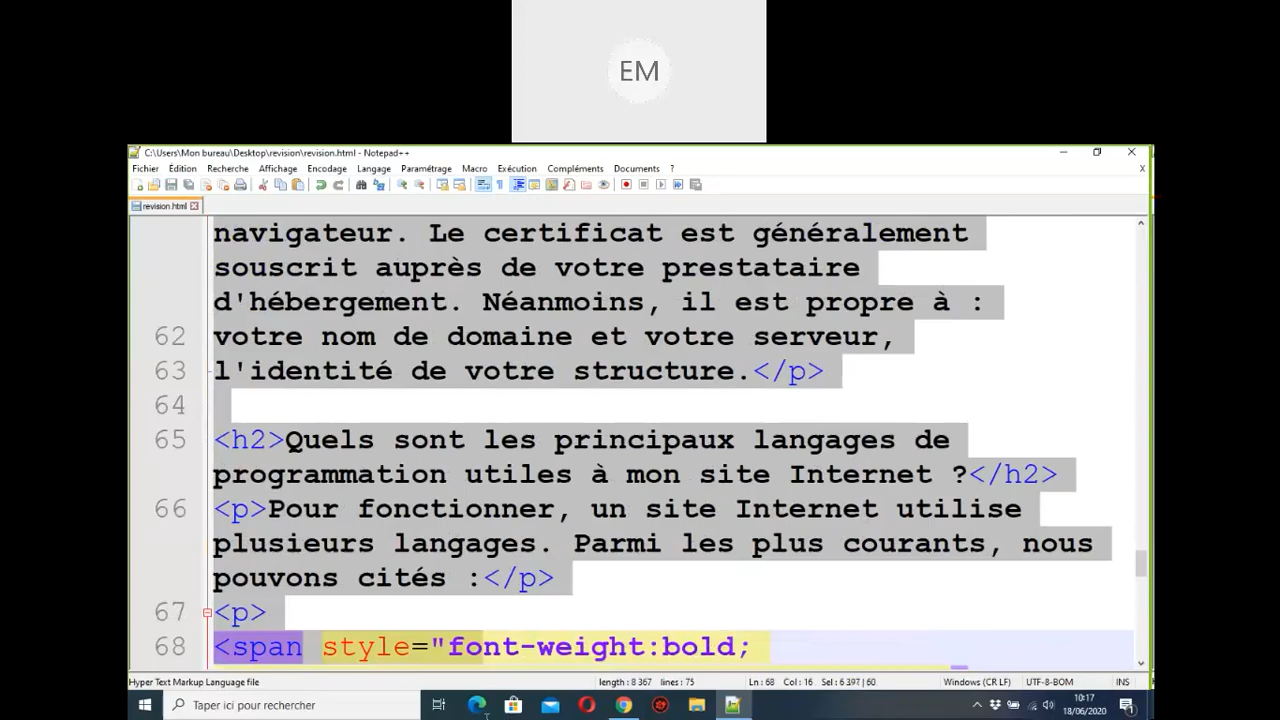 EM
C:\Users\Mon bureau\Desktop\revision\revision.html - Notepad++
Fichier Édition Recherche Affichage Encodage Langage Paramétrage Macro Exécution Compléments Documents ? X
revision.html
navigateur. Le certificat est généralement
souscrit auprès de votre prestataire
d'hébergement. Néanmoins, il est propre à :
62 votre nom de domaine et votre serveur,
63 l'identité de votre structure.</p>
64
65 <h2>Quels sont les principaux langages de
programmation utiles à mon site Internet ?</h2>
66 <p>Pour fonctionner, un site Internet utilise
plusieurs langages. Parmi les plus courants, nous
pouvons cités :</p>
67 <p>
68 <span style="font-weight:bold;
Hyper Text Markup Language file length : 8 367 lines : 75 Ln : 68 Col : 16 Sel : 6 397 | 60 Windows (CR LF) UTF-8-BOM INS
Taper ici pour rechercher
10:17
18/06/2020